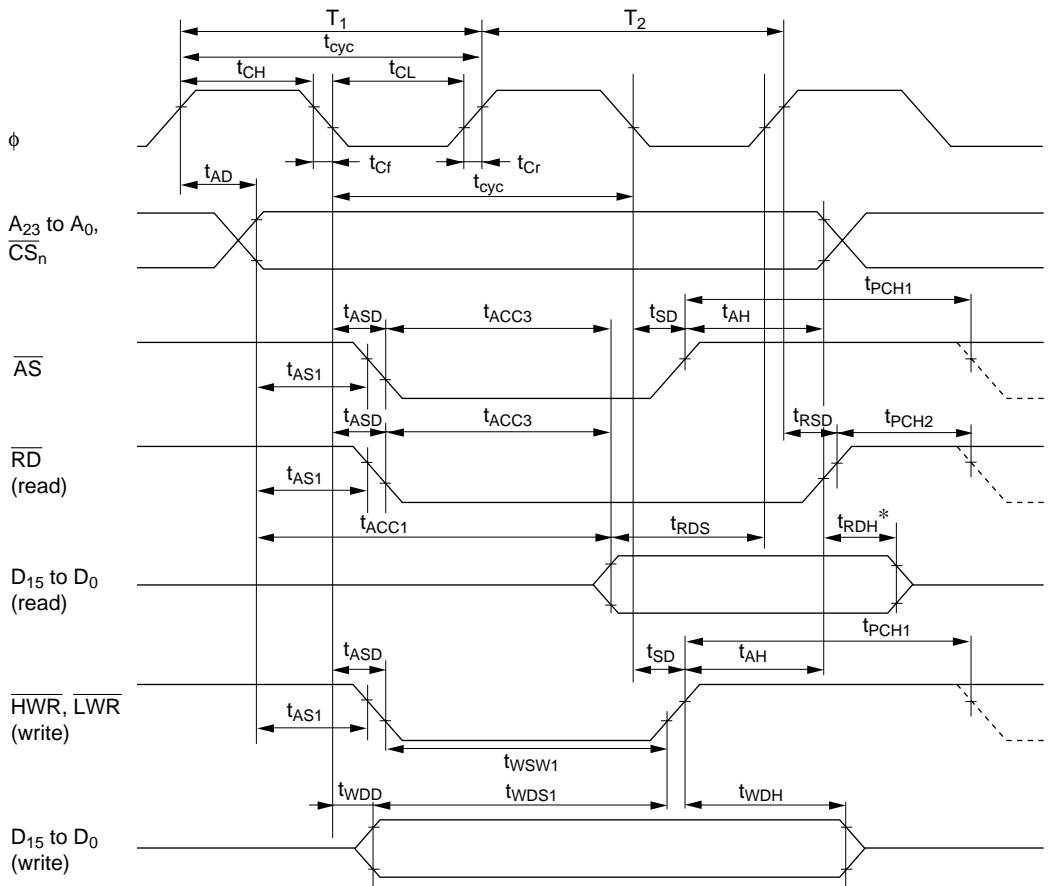 T1 T2
tcyc
tCH tCL
ϕ
tCf tCr
tAD tcyc
A23 to A0,
CSn
tPCH1
tASD tACC3 tSD tAH
AS
tAS1
tASD tACC3 tRSD tPCH2
RD
(read)
tAS1
tACC1 tRDS tRDH*
D15 to D0
(read)
tPCH1
tASD tSD tAH
HWR, LWR
(write)
tAS1
tWSW1
tWDD tWDS1 tWDH
D15 to D0
(write)